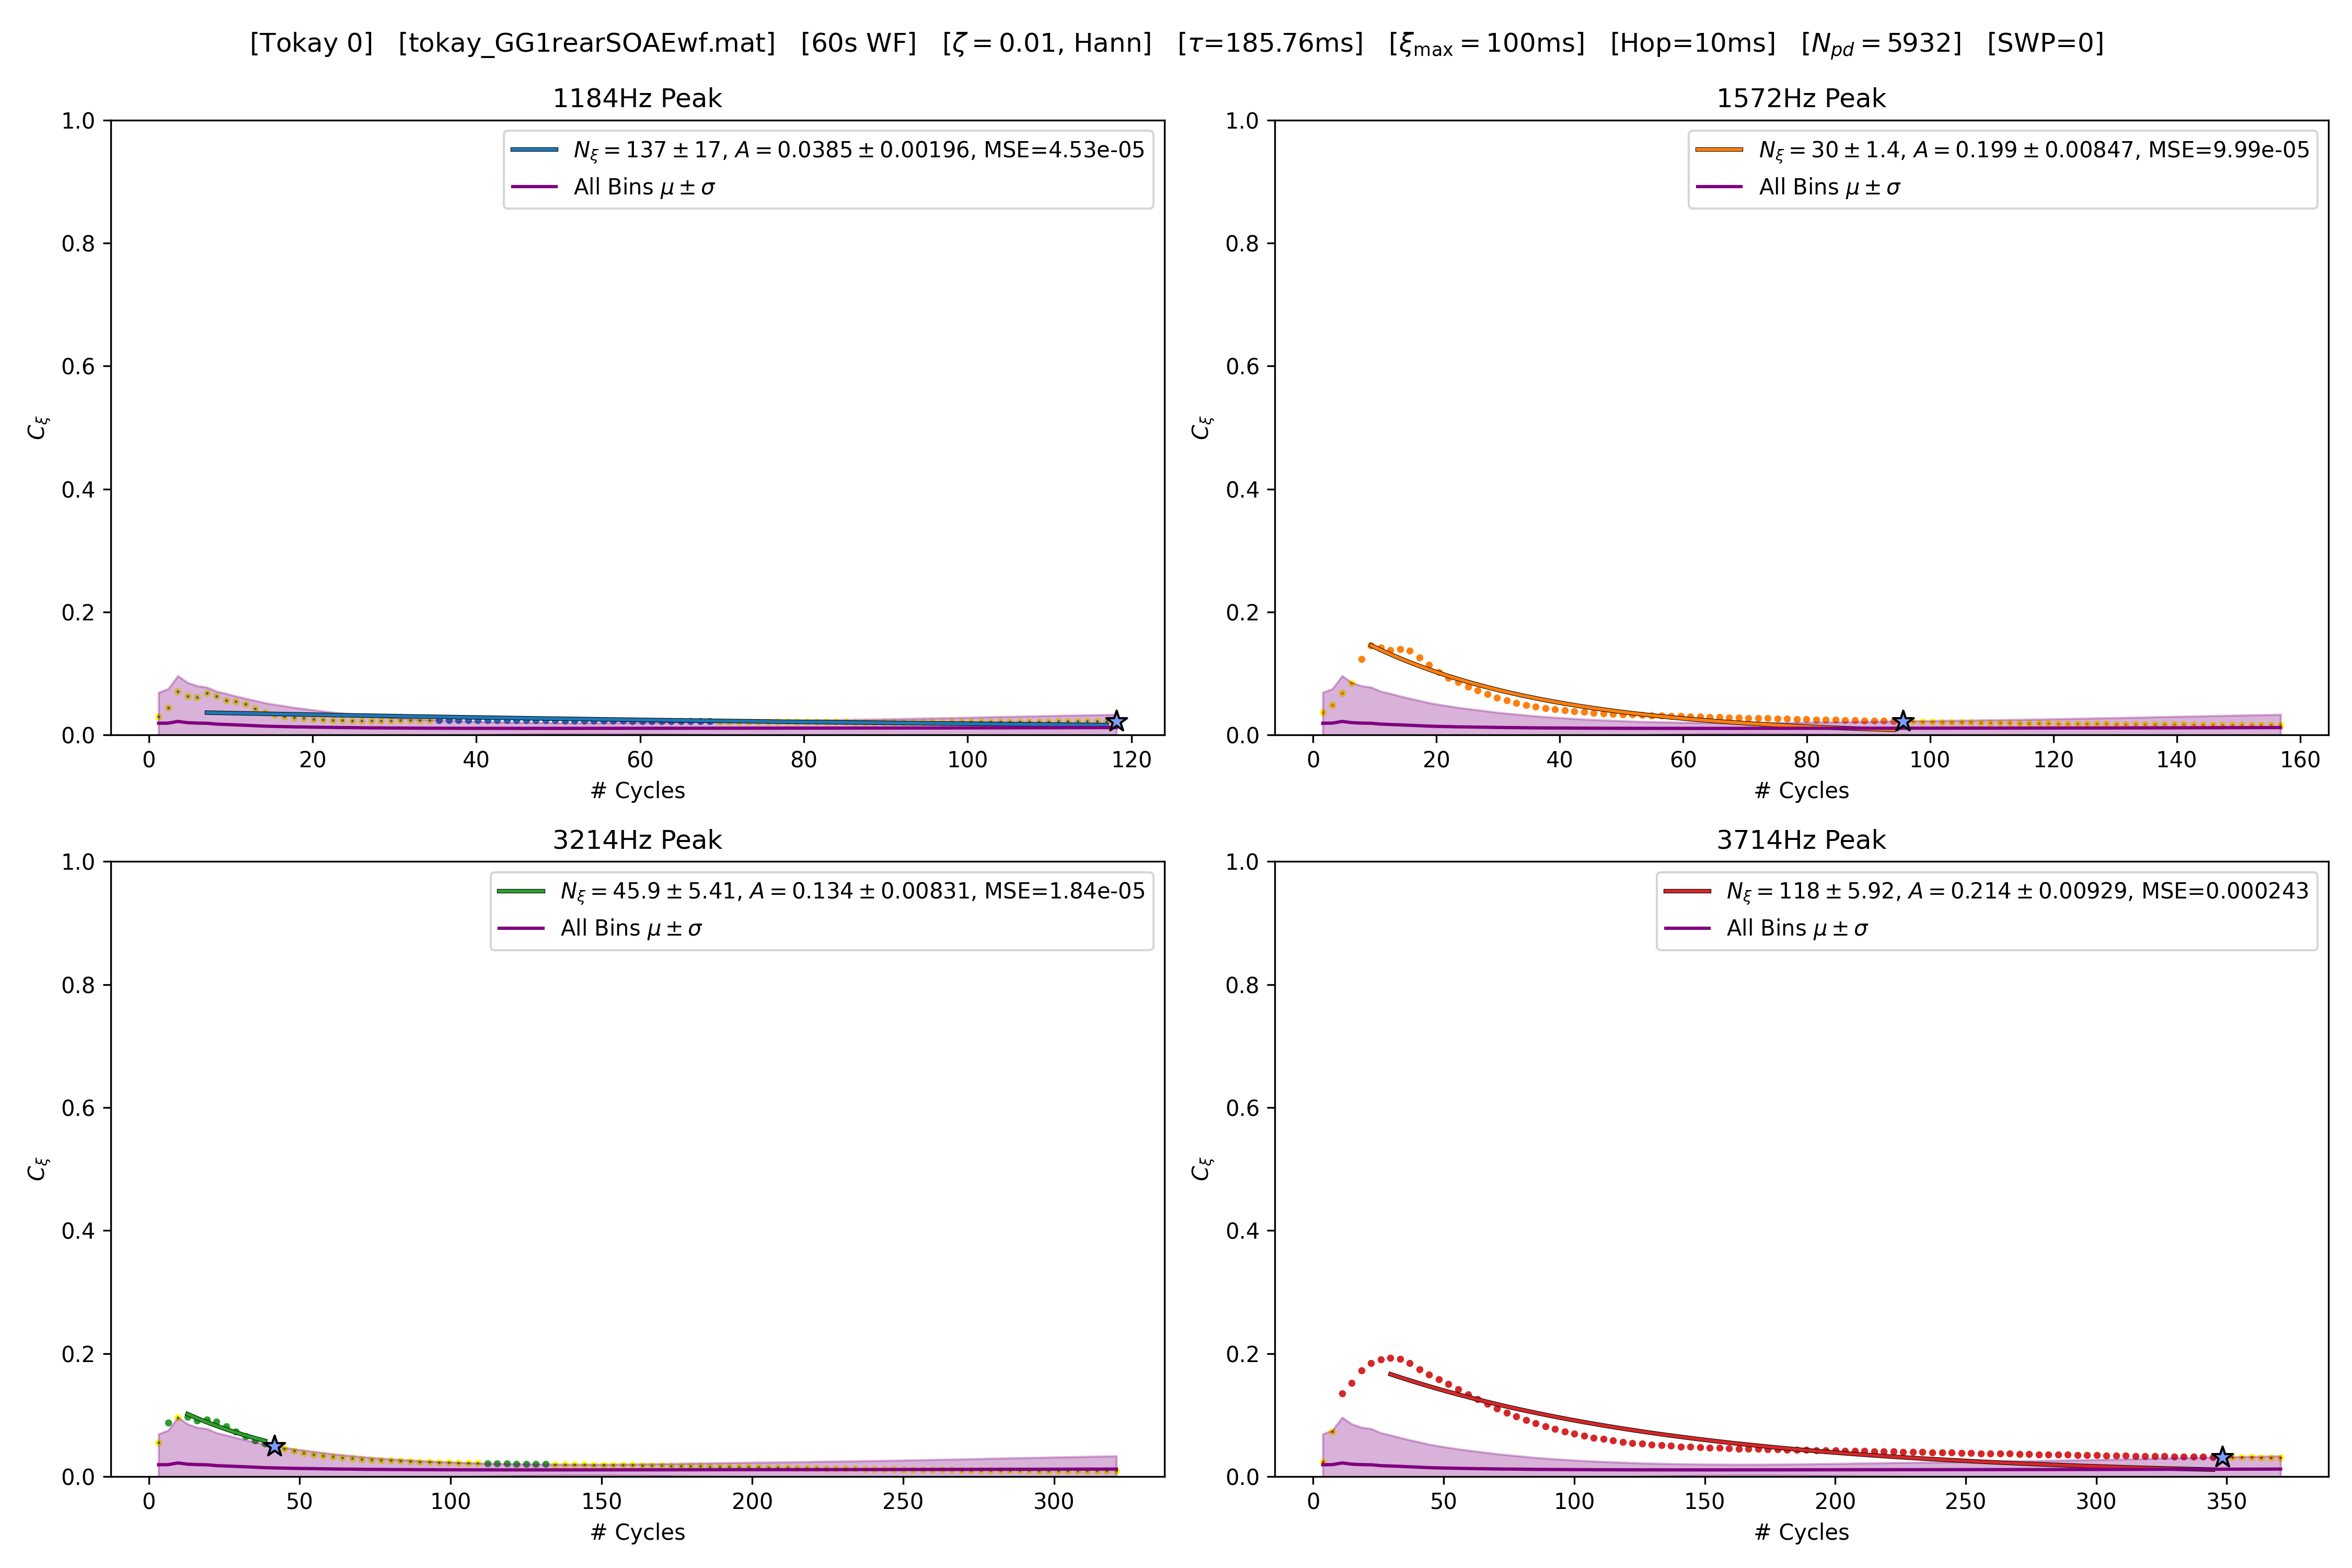 [Tokay 0] [tokay_GG1rearSOAEwf.mat] [60s WF] [ζ = 0.01, Hann] [τ=185.76ms] [ξmax = 100ms] [Hop=10ms] [Npd = 5932] [SWP=0]
1184Hz Peak
Nξ = 137 ± 17, A = 0.0385 ± 0.00196, MSE=4.53e-05
All Bins μ ± σ
1.0
0.8
0.6
0.4
0.2
0.0
Cξ
0 20 40 60 80 100 120
# Cycles
1572Hz Peak
Nξ = 30 ± 1.4, A = 0.199 ± 0.00847, MSE=9.99e-05
All Bins μ ± σ
1.0
0.8
0.6
0.4
0.2
0.0
Cξ
0 20 40 60 80 100 120 140 160
# Cycles
3214Hz Peak
Nξ = 45.9 ± 5.41, A = 0.134 ± 0.00831, MSE=1.84e-05
All Bins μ ± σ
1.0
0.8
0.6
0.4
0.2
0.0
Cξ
0 50 100 150 200 250 300
# Cycles
3714Hz Peak
Nξ = 118 ± 5.92, A = 0.214 ± 0.00929, MSE=0.000243
All Bins μ ± σ
1.0
0.8
0.6
0.4
0.2
0.0
Cξ
0 50 100 150 200 250 300 350
# Cycles